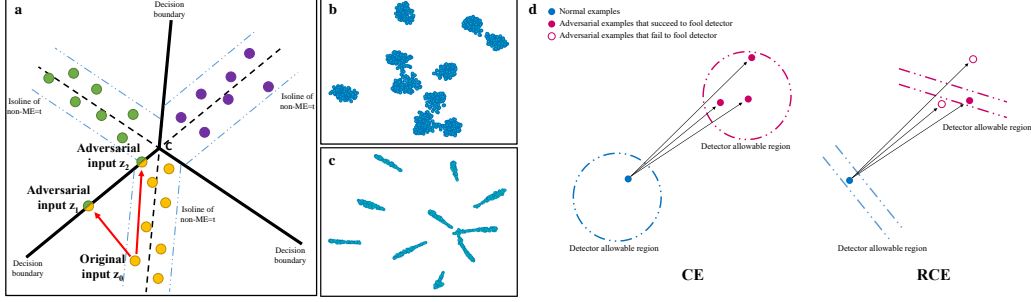 a
Decision
boundary
Isoline of
non-ME=t
Isoline of
non-ME=t
C
Adversarial
input z2
Adversarial
input z1
Isoline of
non-ME=t
Original
input z0
Decision
boundary
Decision
boundary
b
c
d
Normal examples
Adversarial examples that succeed to fool detector
Adversarial examples that fail to fool detector
Detector allowable region
Detector allowable region
CE
Detector allowable region
Detector allowable region
RCE